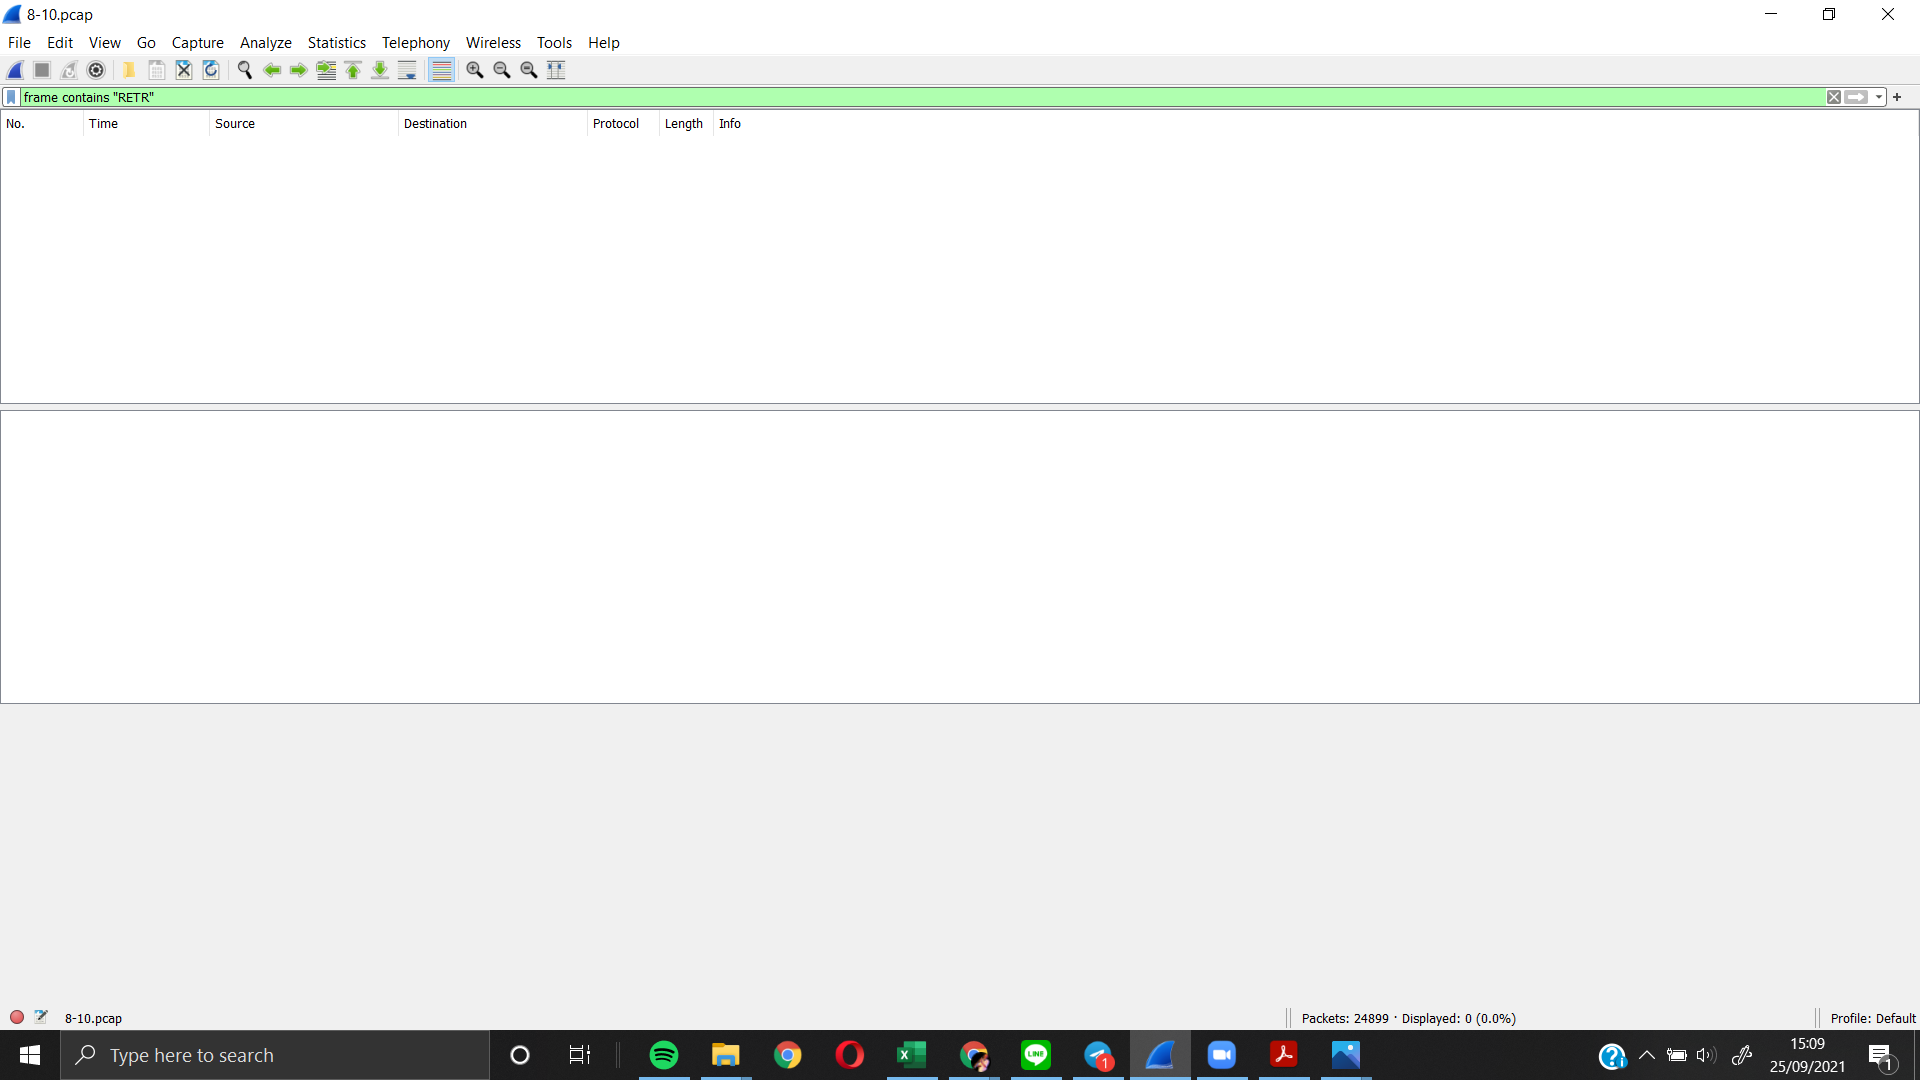 8-10.pcap
File Edit View Go Capture Analyze Statistics Telephony Wireless Tools Help
frame contains "RETR"
No. Time Source Destination Protocol Length Info
8-10.pcap
Packets: 24899 · Displayed: 0 (0.0%)
Profile: Default
Type here to search
LINE
1
15:09
25/09/2021
1